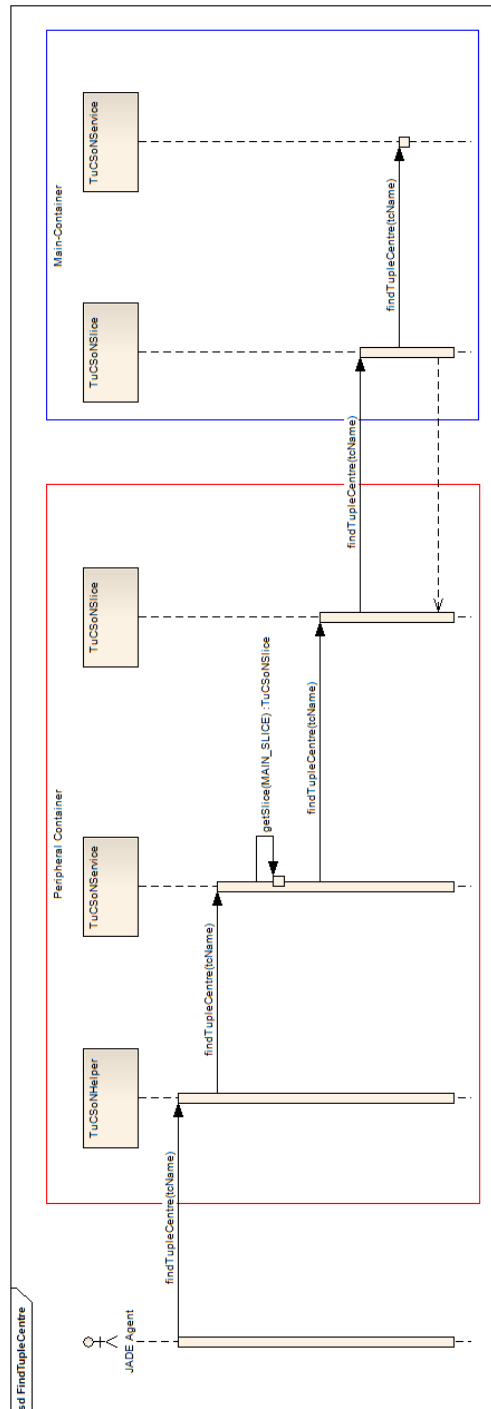 sd FindTupleCentre
JADE Agent
Peripheral Container
Main-Container
TuCSoNHelper
TuCSoNService
TuCSoNSlice
TuCSoNSlice
TuCSoNService
findTupleCentre(tcName)
findTupleCentre(tcName)
getSlice(MAIN_SLICE) :TuCSoNSlice
findTupleCentre(tcName)
findTupleCentre(tcName)
findTupleCentre(tcName)